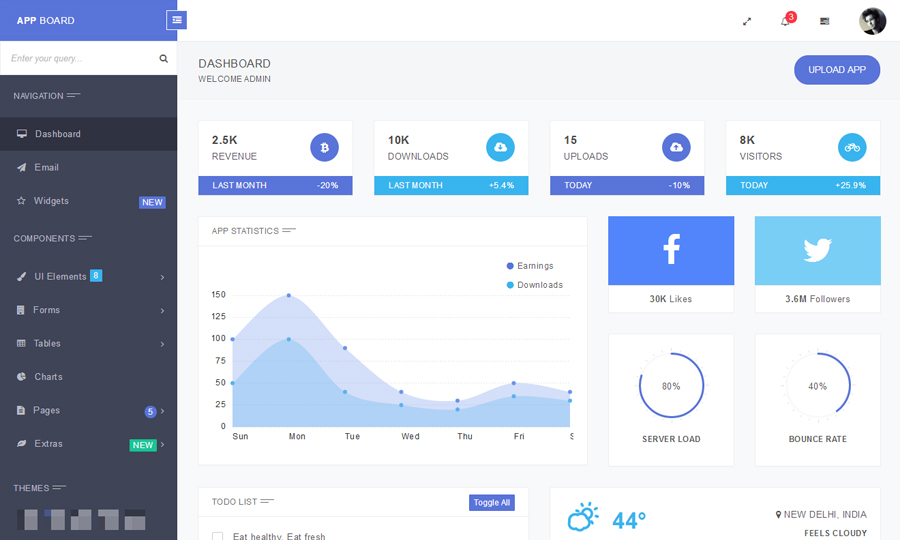 APP BOARD
3
Enter your query...
DASHBOARD
WELCOME ADMIN
UPLOAD APP
NAVIGATION
Dashboard
Email
Widgets
NEW
COMPONENTS
UI Elements 8
Forms
Tables
Charts
Pages
5
Extras
NEW
THEMES
2.5K
REVENUE
LAST MONTH -20%
10K
DOWNLOADS
LAST MONTH +5.4%
15
UPLOADS
TODAY -10%
8K
VISITORS
TODAY +25.9%
APP STATISTICS
Earnings
Downloads
150
125
100
75
50
25
0
Sun Mon Tue Wed Thu Fri S
30K Likes
3.6M Followers
80%
SERVER LOAD
40%
BOUNCE RATE
TODO LIST
Toggle All
Eat healthy, Eat fresh
44°
NEW DELHI, INDIA
FEELS CLOUDY